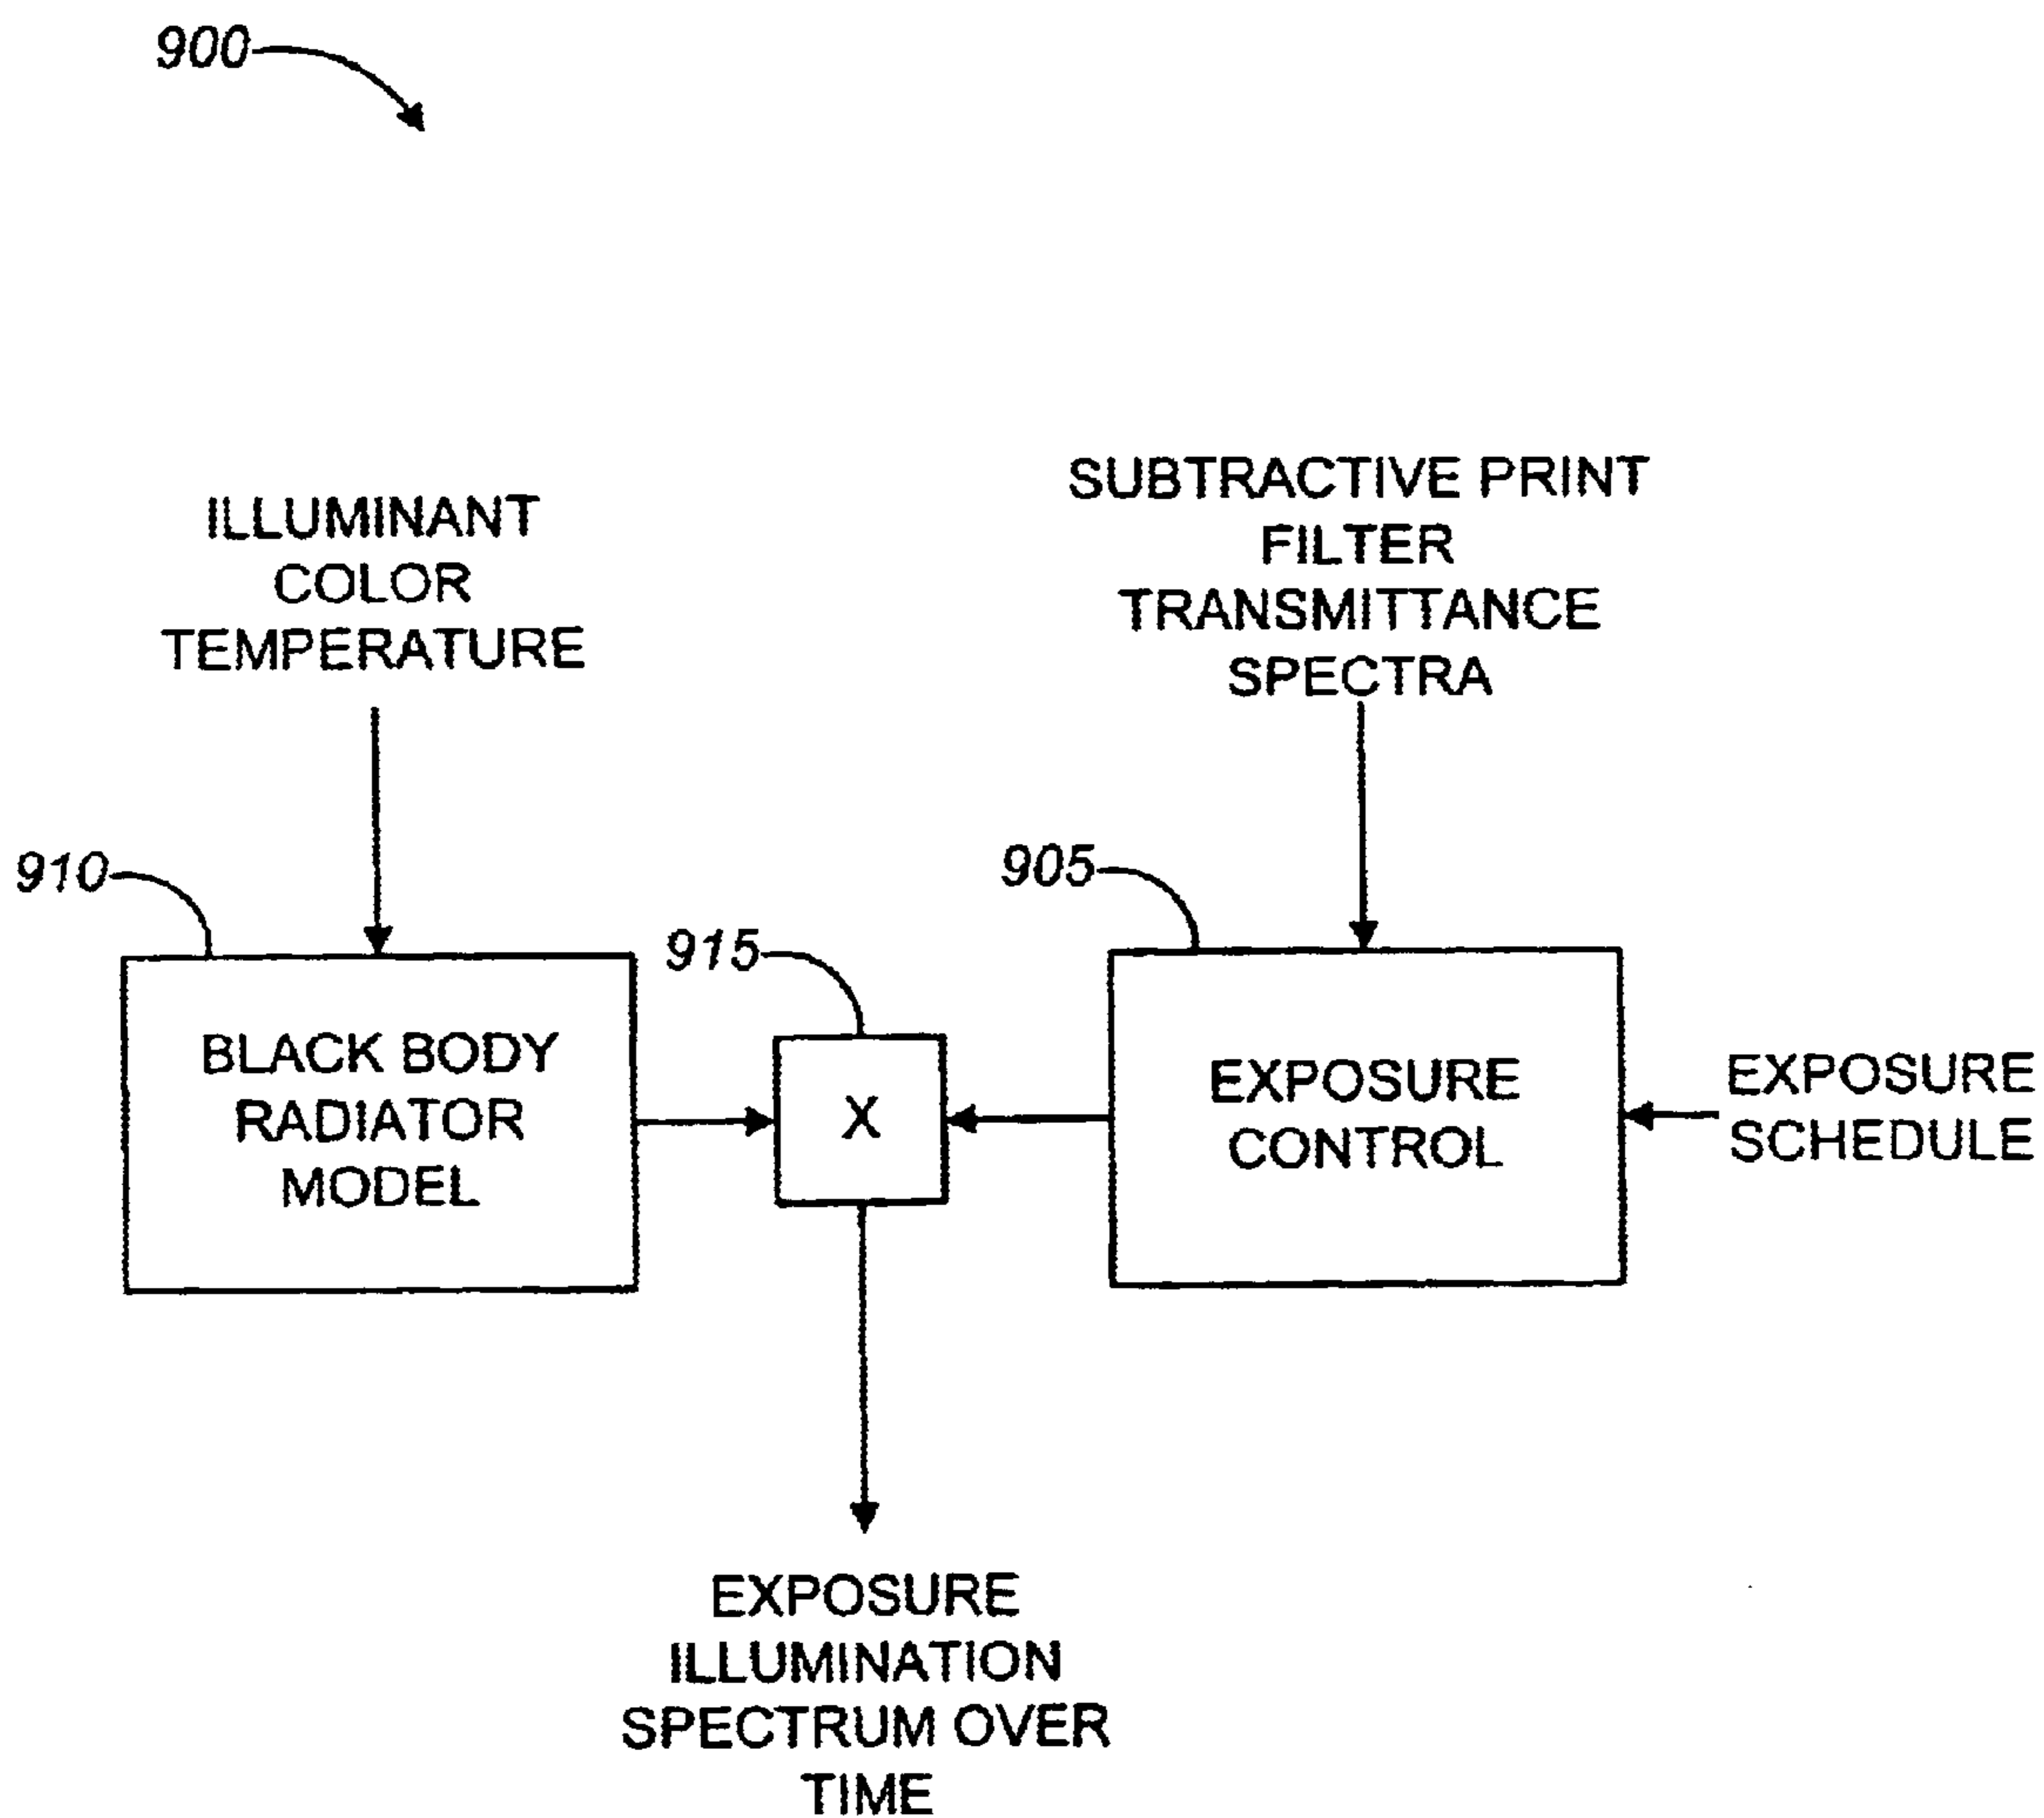 900
ILLUMINANT
COLOR
TEMPERATURE
SUBTRACTIVE PRINT
FILTER
TRANSMITTANCE
SPECTRA
910
915
905
BLACK BODY
RADIATOR
MODEL
X
EXPOSURE
CONTROL
EXPOSURE
SCHEDULE
EXPOSURE
ILLUMINATION
SPECTRUM OVER
TIME